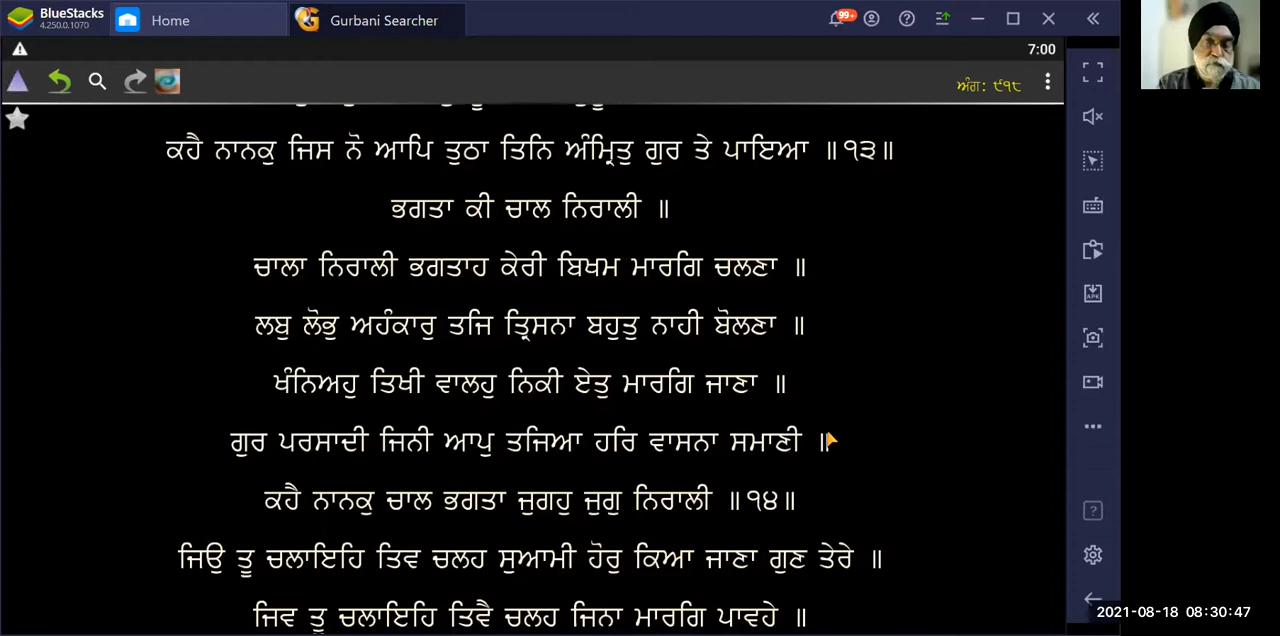 BlueStacks
4.250.0.1070
Home
Gurbani Searcher
99+
7:00
ਅੰਗ: ੯੧੮
ਕਹੈ ਨਾਨਕੁ ਜਿਸ ਨੋ ਆਪਿ ਤੁਠਾ ਤਿਨਿ ਅੰਮ੍ਰਿਤੁ ਗੁਰ ਤੇ ਪਾਇਆ ॥੧੩॥
ਭਗਤਾ ਕੀ ਚਾਲ ਨਿਰਾਲੀ ॥
ਚਾਲਾ ਨਿਰਾਲੀ ਭਗਤਾਹ ਕੇਰੀ ਬਿਖਮ ਮਾਰਗਿ ਚਲਣਾ ॥
ਲਬੁ ਲੋਭੁ ਅਹੰਕਾਰੁ ਤਜਿ ਤ੍ਰਿਸਨਾ ਬਹੁਤੁ ਨਾਹੀ ਬੋਲਣਾ ॥
ਖੰਨਿਅਹੁ ਤਿਖੀ ਵਾਲਹੁ ਨਿਕੀ ਏਤੁ ਮਾਰਗਿ ਜਾਣਾ ॥
ਗੁਰ ਪਰਸਾਦੀ ਜਿਨੀ ਆਪੁ ਤਜਿਆ ਹਰਿ ਵਾਸਨਾ ਸਮਾਣੀ ॥
ਕਹੈ ਨਾਨਕੁ ਚਾਲ ਭਗਤਾ ਜੁਗਹੁ ਜੁਗੁ ਨਿਰਾਲੀ ॥੧੪॥
ਜਿਉ ਤੂ ਚਲਾਇਹਿ ਤਿਵ ਚਲਹ ਸੁਆਮੀ ਹੋਰੁ ਕਿਆ ਜਾਣਾ ਗੁਣ ਤੇਰੇ ॥
ਜਿਵ ਤੂ ਚਲਾਇਹਿ ਤਿਵੈ ਚਲਹ ਜਿਨਾ ਮਾਰਗਿ ਪਾਵਹੇ ॥
2021-08-18 08:30:47